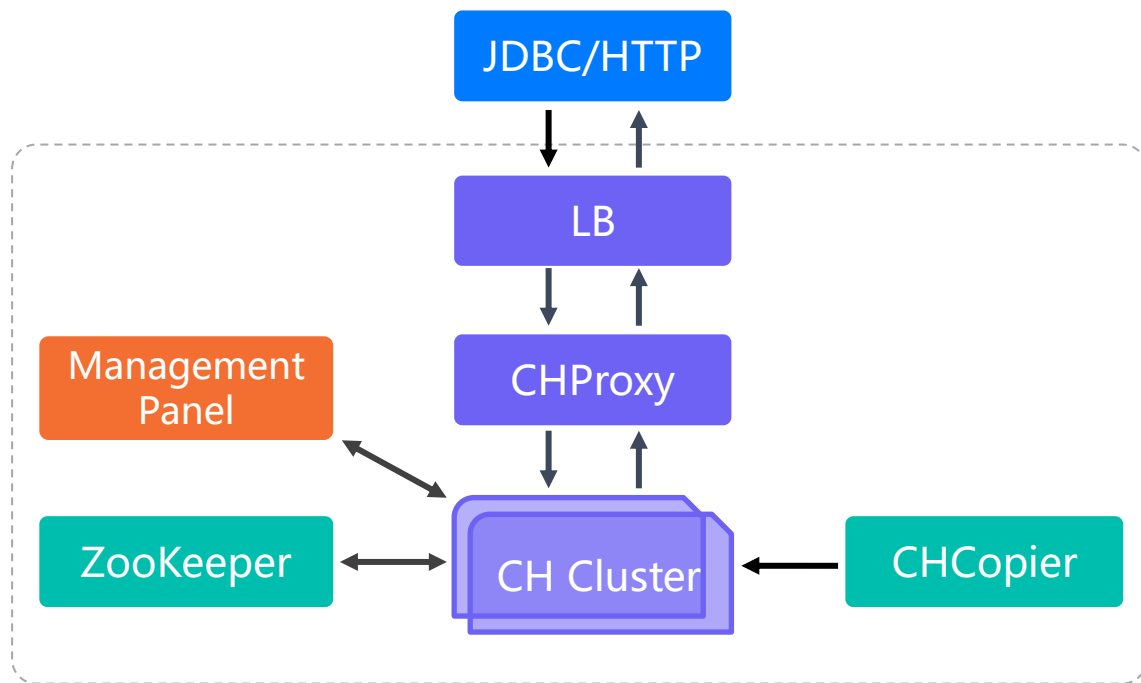 JDBC/HTTP
LB
CHProxy
Management
Panel
ZooKeeper
CH Cluster
CHCopier